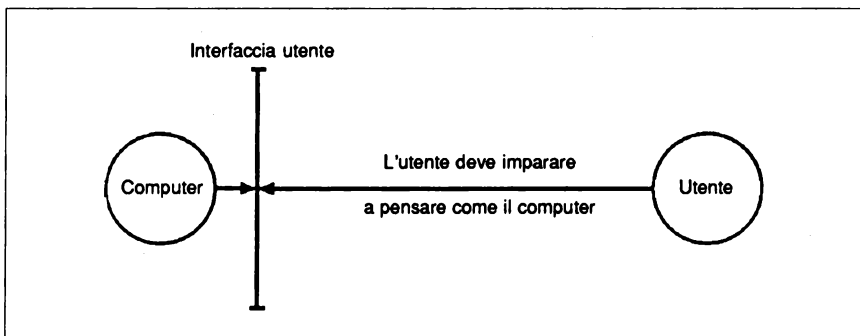 Interfaccia utente
L'utente deve imparare
Computer
Utente
a pensare come il computer